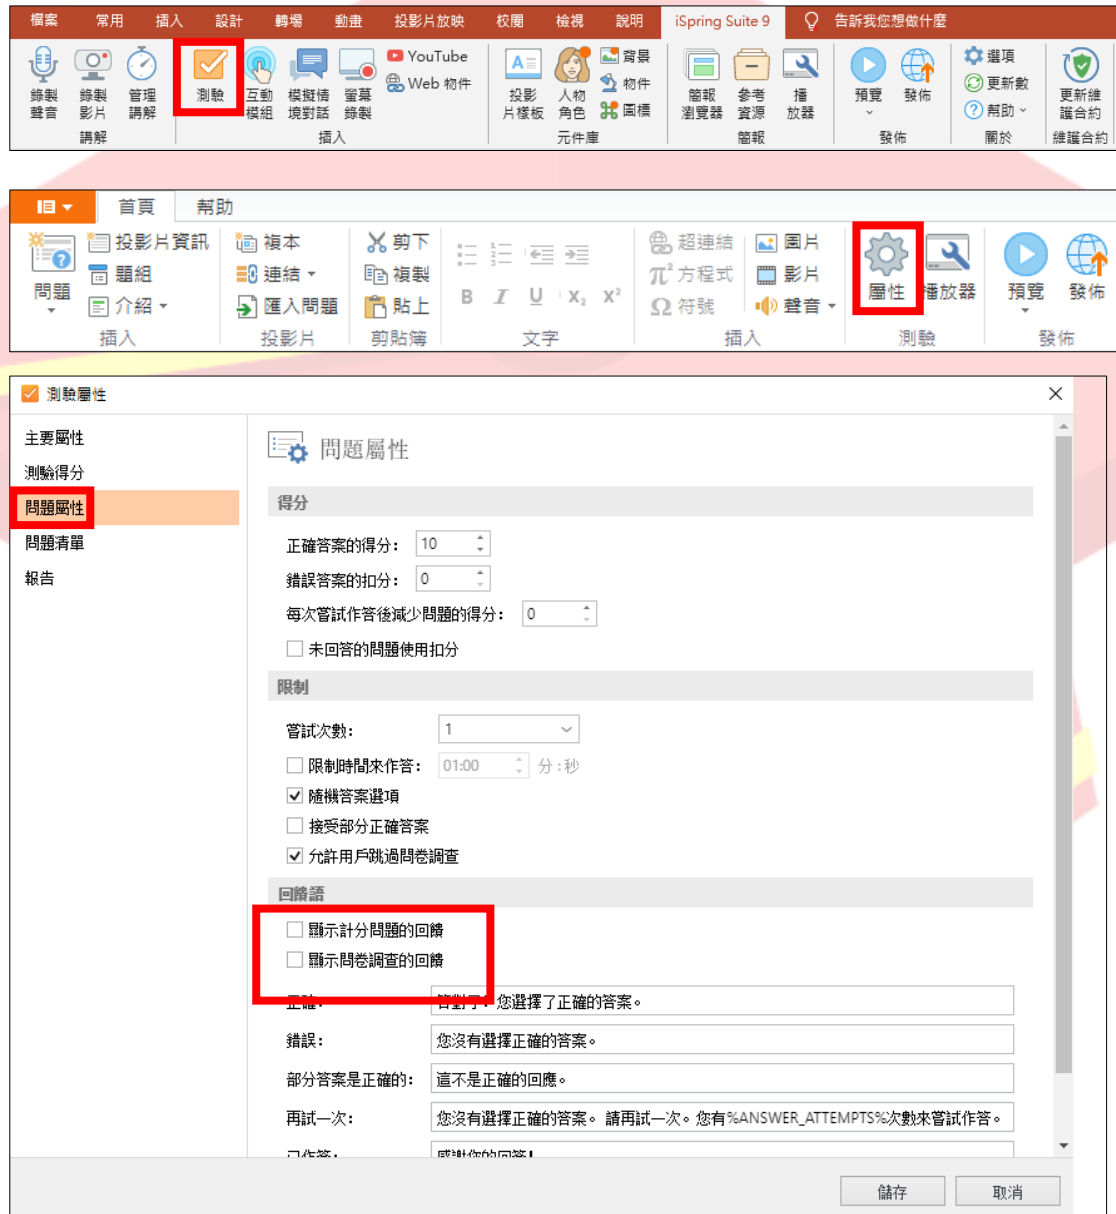 檔案 常用 插入 設計 轉場 動畫 投影片放映 校閱 檢視 說明 iSpring Suite 9 告訴我您想做什麼
錄製聲音 錄製影片 管理講解 測驗 互動模組 模擬情境對話 螢幕錄製 YouTube Web 物件 投影片樣板 人物角色 背景 物件 圖標 簡報瀏覽器 參考資源 播放器 預覽 發佈 選項 更新數 幫助 更新維護合約
講解 插入 元件庫 簡報 發佈 關於 維護合約
首頁 幫助
問題 投影片資訊 題組 介紹 複本 連結 匯入問題 剪下 複製 貼上 B I U X₂ X² 超連結 方程式 符號 圖片 影片 聲音 屬性 播放器 預覽 發佈
插入 投影片 剪貼簿 文字 插入 測驗 發佈
測驗屬性
主要屬性
測驗得分
問題屬性
問題清單
報告
問題屬性
得分
正確答案的得分: 10
錯誤答案的扣分: 0
每次嘗試作答後減少問題的得分: 0
未回答的問題使用扣分
限制
嘗試次數: 1
限制時間來作答: 01:00 分:秒
隨機答案選項
接受部分正確答案
允許用戶跳過問卷調查
回饋語
顯示計分問題的回饋
顯示問卷調查的回饋
正確: 答對了! 您選擇了正確的答案。
錯誤: 您沒有選擇正確的答案。
部分答案是正確的: 這不是正確的回應。
再試一次: 您沒有選擇正確的答案。 請再試一次。您有%ANSWER_ATTEMPTS%次數來嘗試作答。
已作答: 感謝你的回答!
儲存 取消